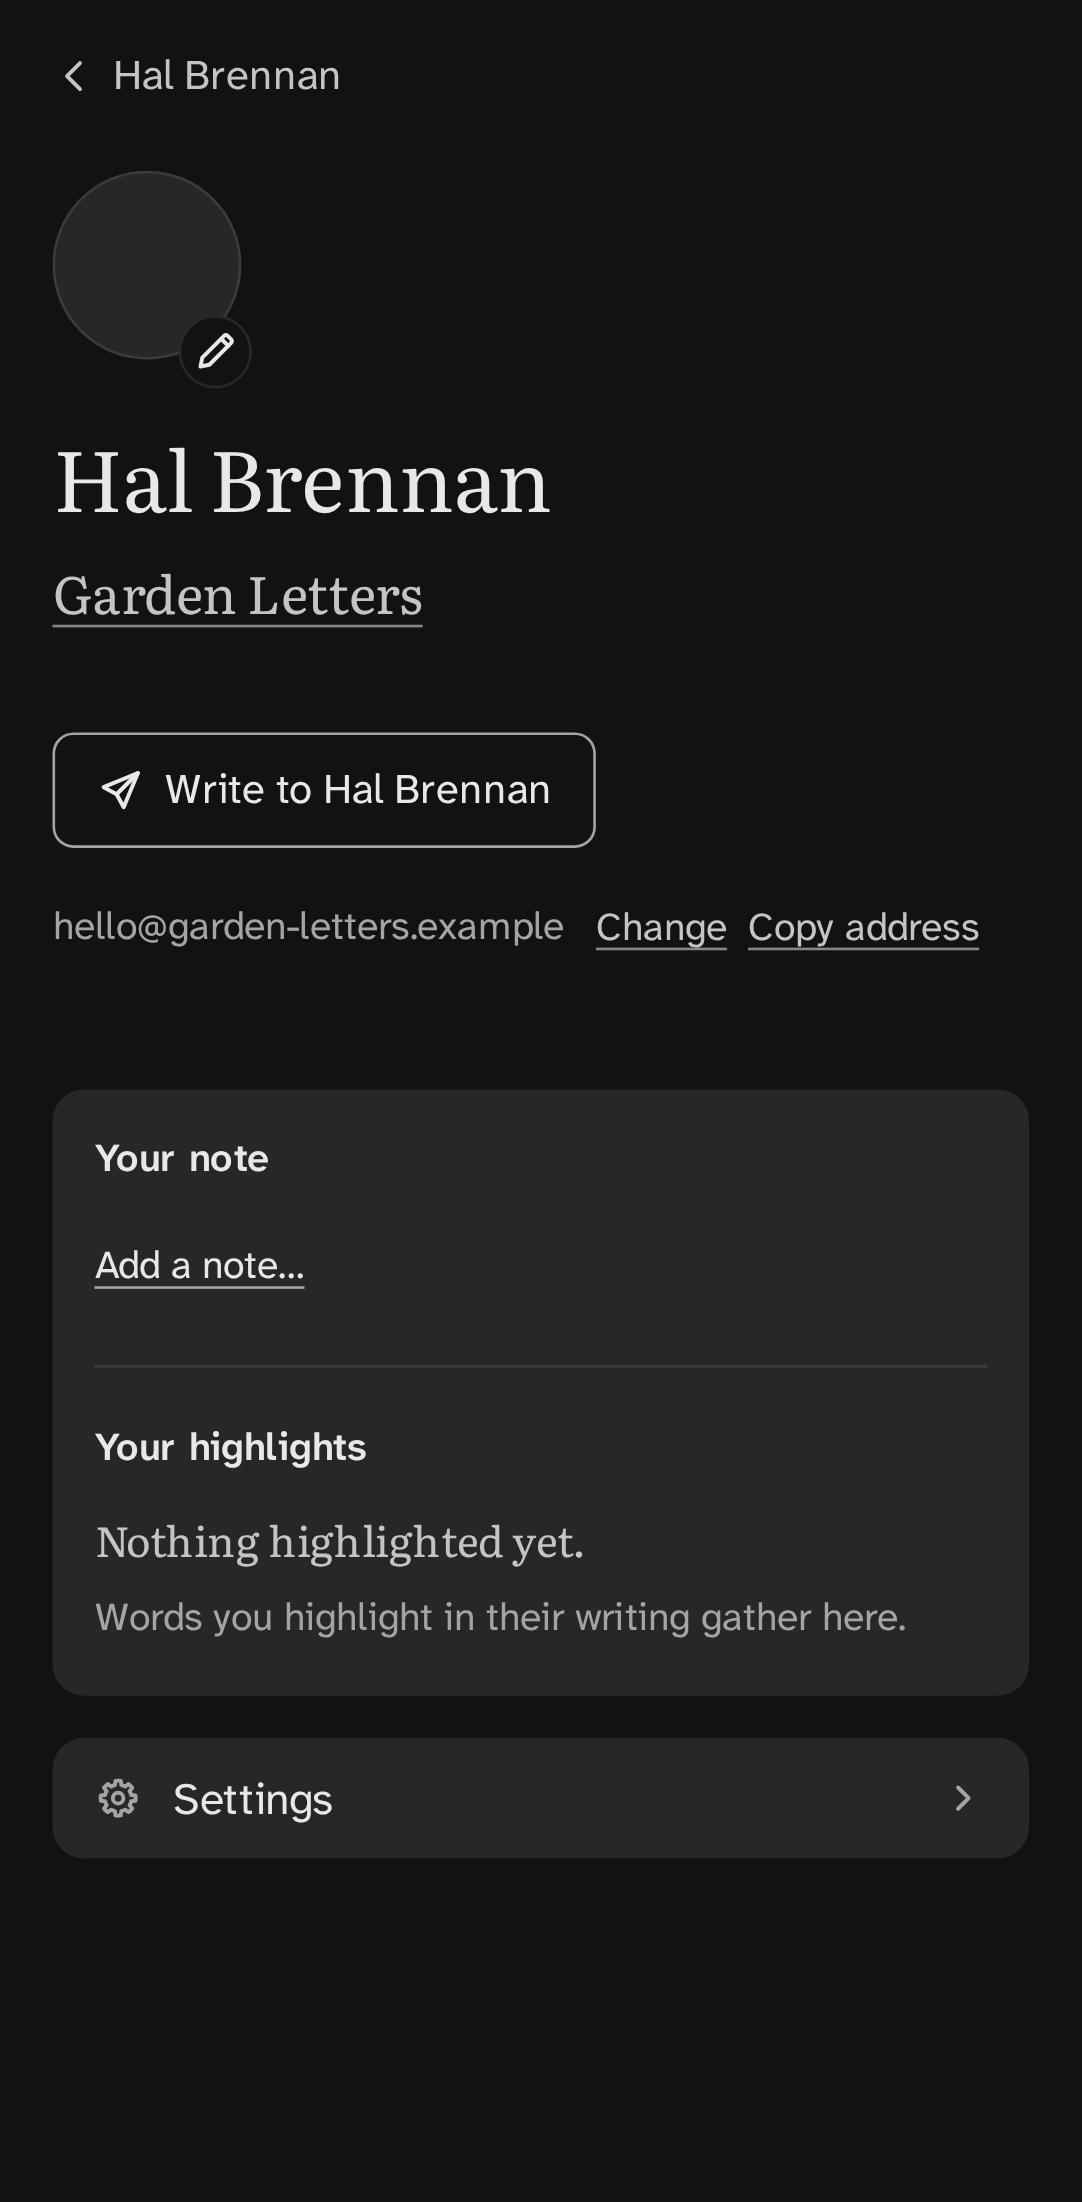 Hal Brennan
Hal Brennan
Garden Letters
Write to Hal Brennan
hello@garden-letters.example Change Copy address
Your note
Add a note...
Your highlights
Nothing highlighted yet.
Words you highlight in their writing gather here.
Settings